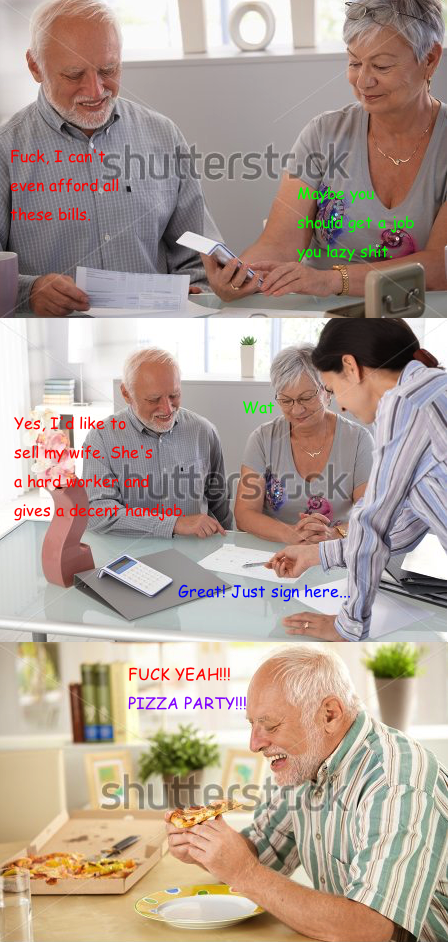 Fuck, I can't
even afford all
these bills.
shutterstock
Maybe you
should get a job
you lazy shit.
Wat
Yes, I'd like to
sell my wife. She's
a hard worker and
gives a decent handjob.
shutterstock
Great! Just sign here...
FUCK YEAH!!!
PIZZA PARTY!!!
shutterstock